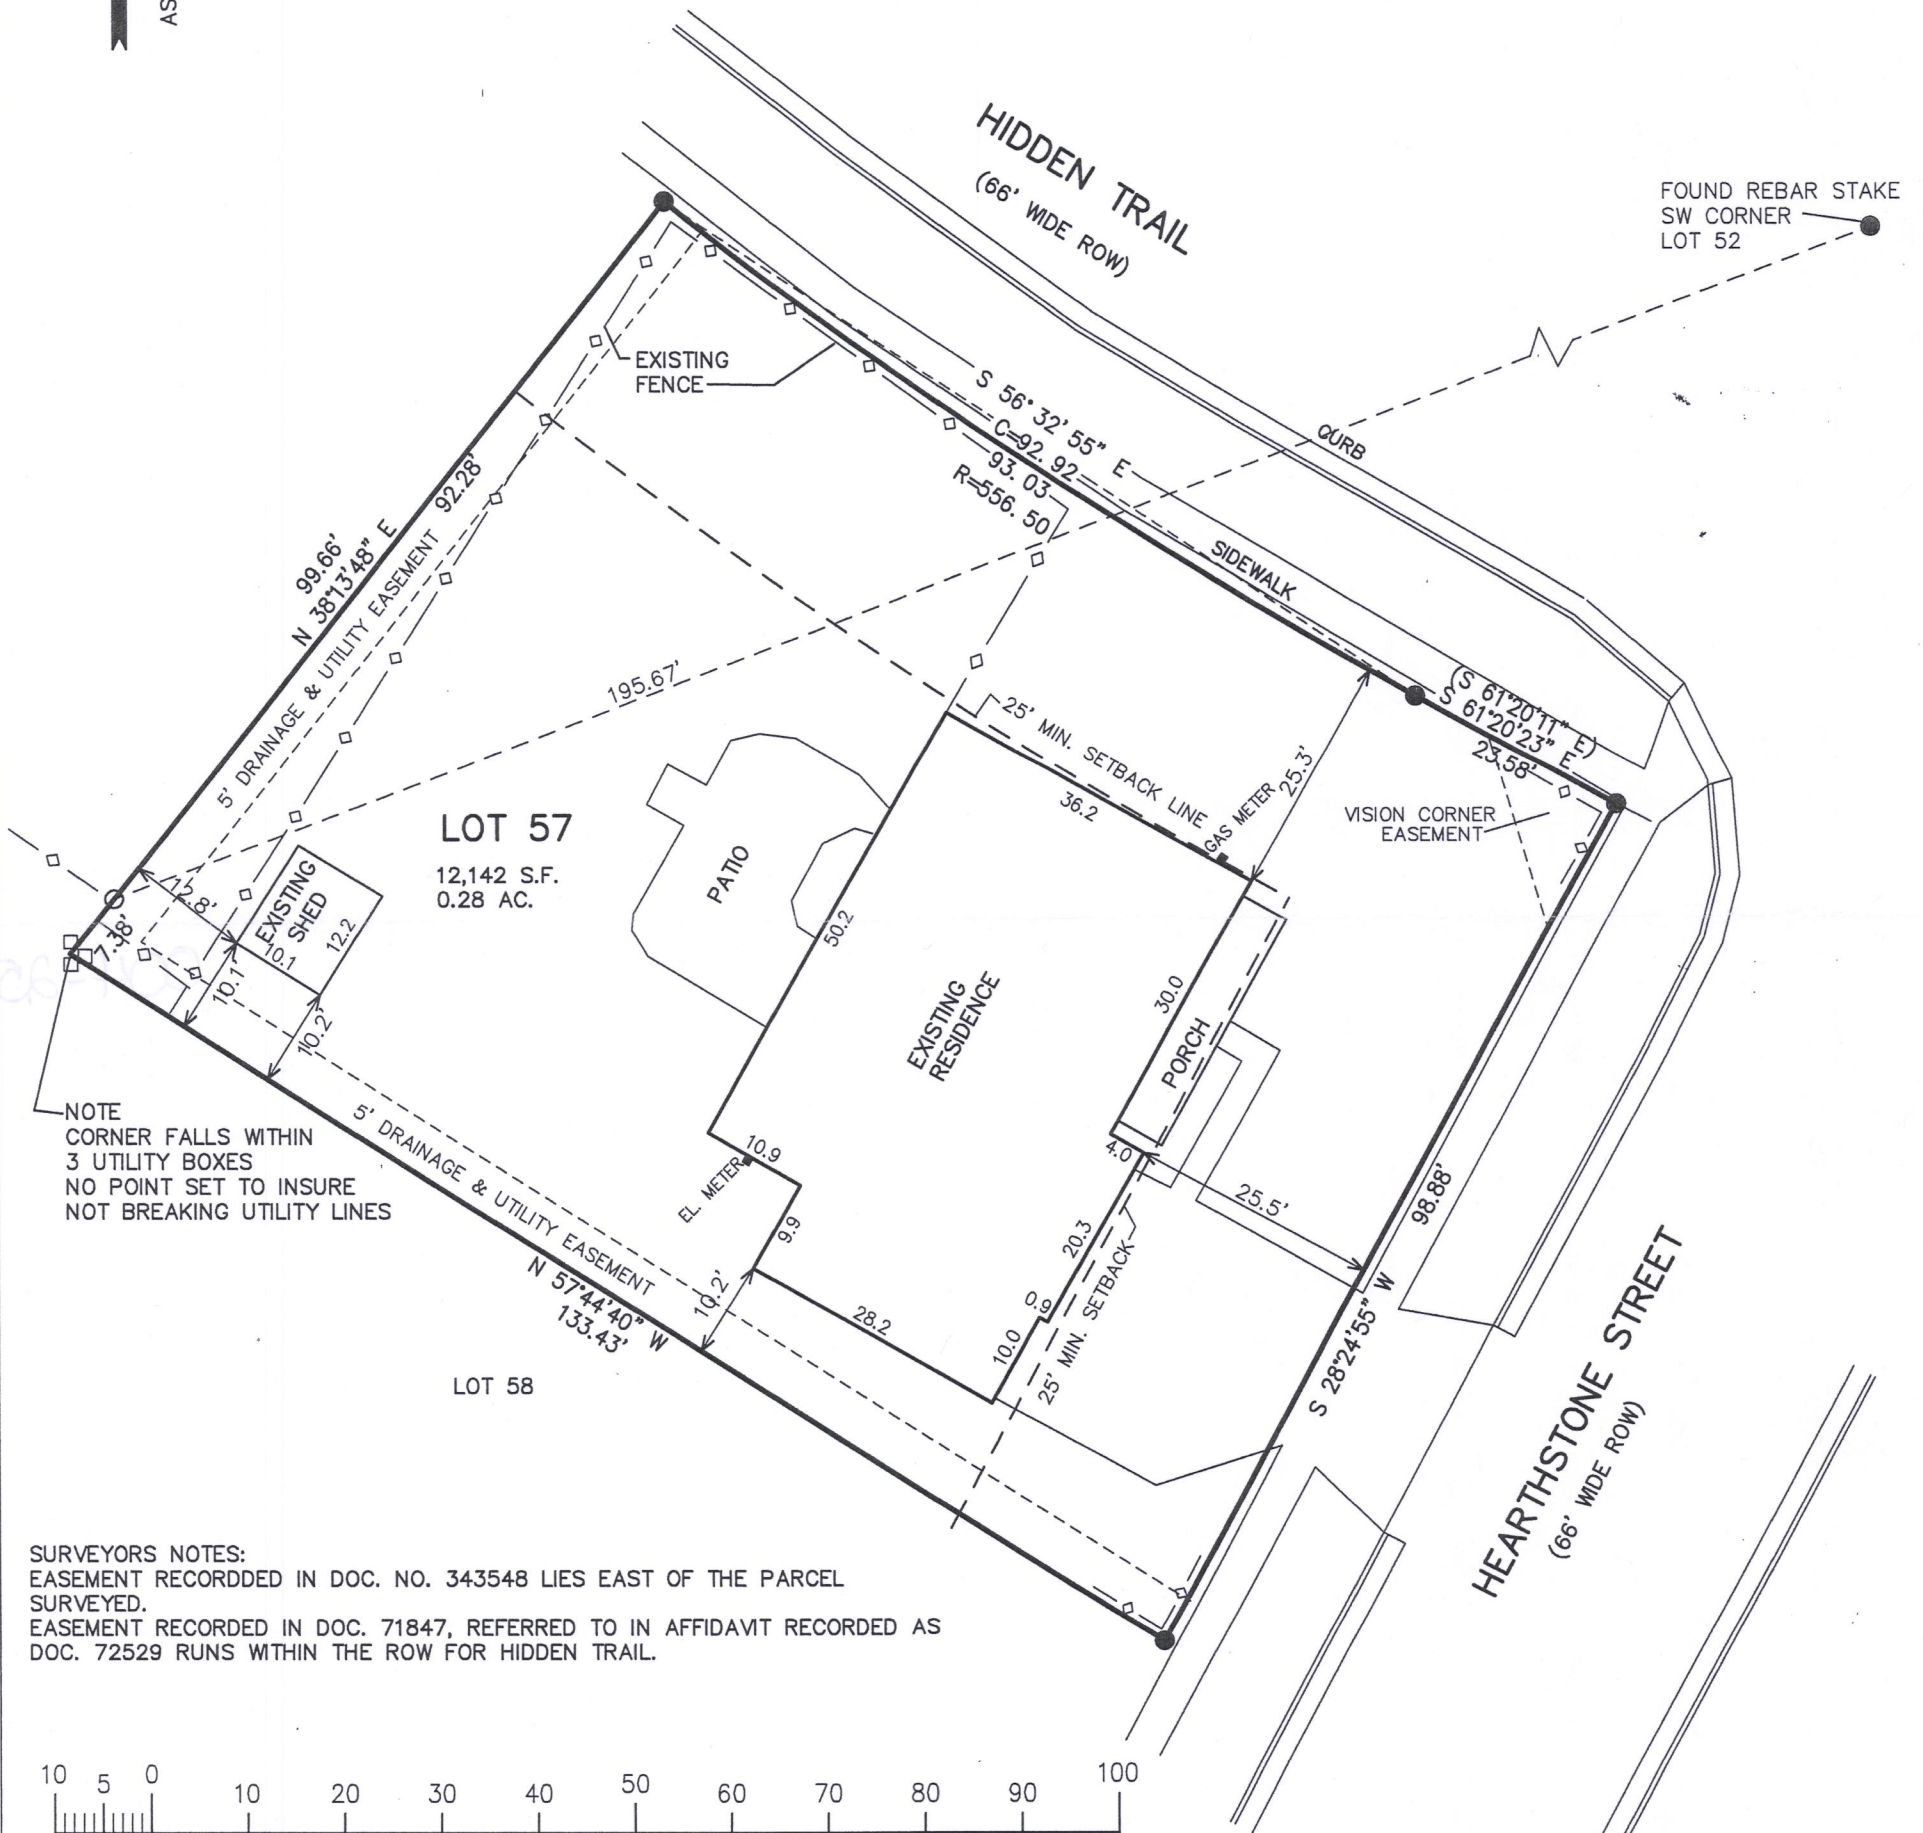 AS
HIDDEN TRAIL
(66' WIDE ROW)
FOUND REBAR STAKE
SW CORNER
LOT 52
EXISTING
FENCE
S 56°32'55" E
C=92.92
93.03
R=556.50
CURB
SIDEWALK
99.66'
N 38°13'48" E
92.28'
5' DRAINAGE & UTILITY EASEMENT
195.67'
25' MIN. SETBACK LINE
36.2
GAS METER
25.3'
(S 61°20'11" E)
S 61°20'23" E
23.58'
VISION CORNER
EASEMENT
LOT 57
12,142 S.F.
0.28 AC.
PATIO
50.2
12.8'
EXISTING
SHED
12.2
10.1
7.38'
10.1'
10.2'
EXISTING
RESIDENCE
30.0
PORCH
4.0
25.5'
98.88'
NOTE
CORNER FALLS WITHIN
3 UTILITY BOXES
NO POINT SET TO INSURE
NOT BREAKING UTILITY LINES
5' DRAINAGE & UTILITY EASEMENT
10.9
EL. METER
9.9
10.2'
28.2
20.3
0.9
10.0
25' MIN. SETBACK
S 28°24'55" W
N 57°44'40" W
133.43'
LOT 58
HEARTHSTONE STREET
(66' WIDE ROW)
SURVEYORS NOTES:
EASEMENT RECORDDED IN DOC. NO. 343548 LIES EAST OF THE PARCEL
SURVEYED.
EASEMENT RECORDED IN DOC. 71847, REFERRED TO IN AFFIDAVIT RECORDED AS
DOC. 72529 RUNS WITHIN THE ROW FOR HIDDEN TRAIL.
10 5 0 10 20 30 40 50 60 70 80 90 100